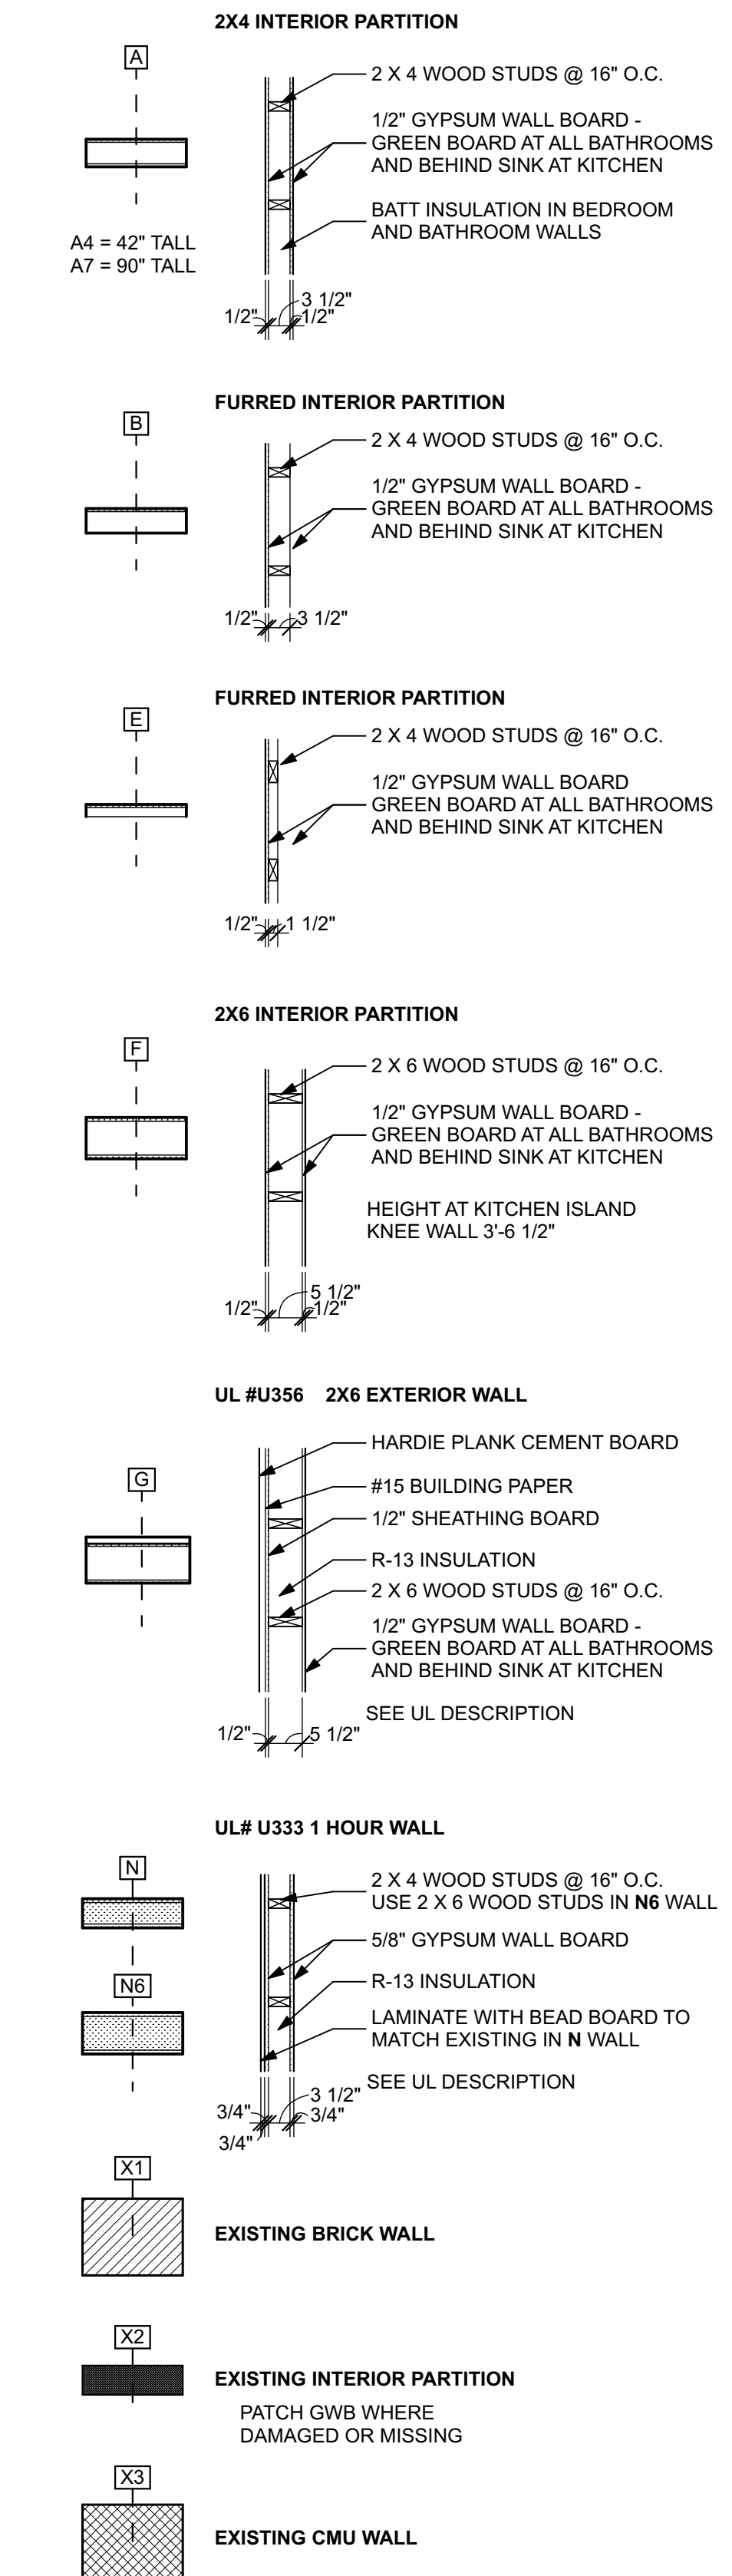 2X4 INTERIOR PARTITION
A
2 X 4 WOOD STUDS @ 16" O.C.
1/2" GYPSUM WALL BOARD -
GREEN BOARD AT ALL BATHROOMS
AND BEHIND SINK AT KITCHEN
BATT INSULATION IN BEDROOM
AND BATHROOM WALLS
A4 = 42" TALL
A7 = 90" TALL
3 1/2"
1/2" 1/2"
FURRED INTERIOR PARTITION
B
2 X 4 WOOD STUDS @ 16" O.C.
1/2" GYPSUM WALL BOARD -
GREEN BOARD AT ALL BATHROOMS
AND BEHIND SINK AT KITCHEN
1/2" 3 1/2"
FURRED INTERIOR PARTITION
E
2 X 4 WOOD STUDS @ 16" O.C.
1/2" GYPSUM WALL BOARD
GREEN BOARD AT ALL BATHROOMS
AND BEHIND SINK AT KITCHEN
1/2" 1 1/2"
2X6 INTERIOR PARTITION
F
2 X 6 WOOD STUDS @ 16" O.C.
1/2" GYPSUM WALL BOARD -
GREEN BOARD AT ALL BATHROOMS
AND BEHIND SINK AT KITCHEN
HEIGHT AT KITCHEN ISLAND
KNEE WALL 3'-6 1/2"
5 1/2"
1/2" 1/2"
UL #U356 2X6 EXTERIOR WALL
G
HARDIE PLANK CEMENT BOARD
#15 BUILDING PAPER
1/2" SHEATHING BOARD
R-13 INSULATION
2 X 6 WOOD STUDS @ 16" O.C.
1/2" GYPSUM WALL BOARD -
GREEN BOARD AT ALL BATHROOMS
AND BEHIND SINK AT KITCHEN
SEE UL DESCRIPTION
1/2" 5 1/2"
UL# U333 1 HOUR WALL
N
2 X 4 WOOD STUDS @ 16" O.C.
USE 2 X 6 WOOD STUDS IN N6 WALL
5/8" GYPSUM WALL BOARD
N6
R-13 INSULATION
LAMINATE WITH BEAD BOARD TO
MATCH EXISTING IN N WALL
SEE UL DESCRIPTION
3 1/2"
3/4" 3/4"
3/4"
X1
EXISTING BRICK WALL
X2
EXISTING INTERIOR PARTITION
PATCH GWB WHERE
DAMAGED OR MISSING
X3
EXISTING CMU WALL